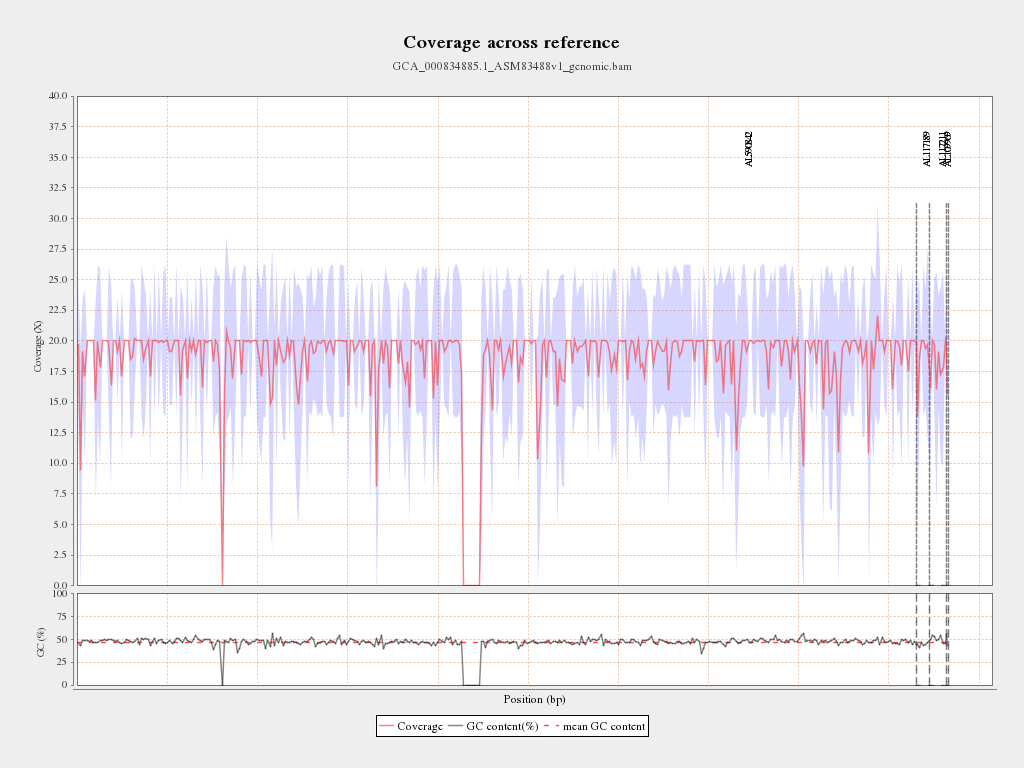 Coverage across reference
GCA_000834885.1_ASM83488v1_genomic.bam
40.0
37.5
35.0
32.5
30.0
27.5
25.0
22.5
20.0
17.5
15.0
12.5
10.0
7.5
5.0
2.5
0.0
Coverage (X)
AL590842
AL117189
AL117211
100
75
50
25
0
GC (%)
Position (bp)
Coverage GC content(%) mean GC content